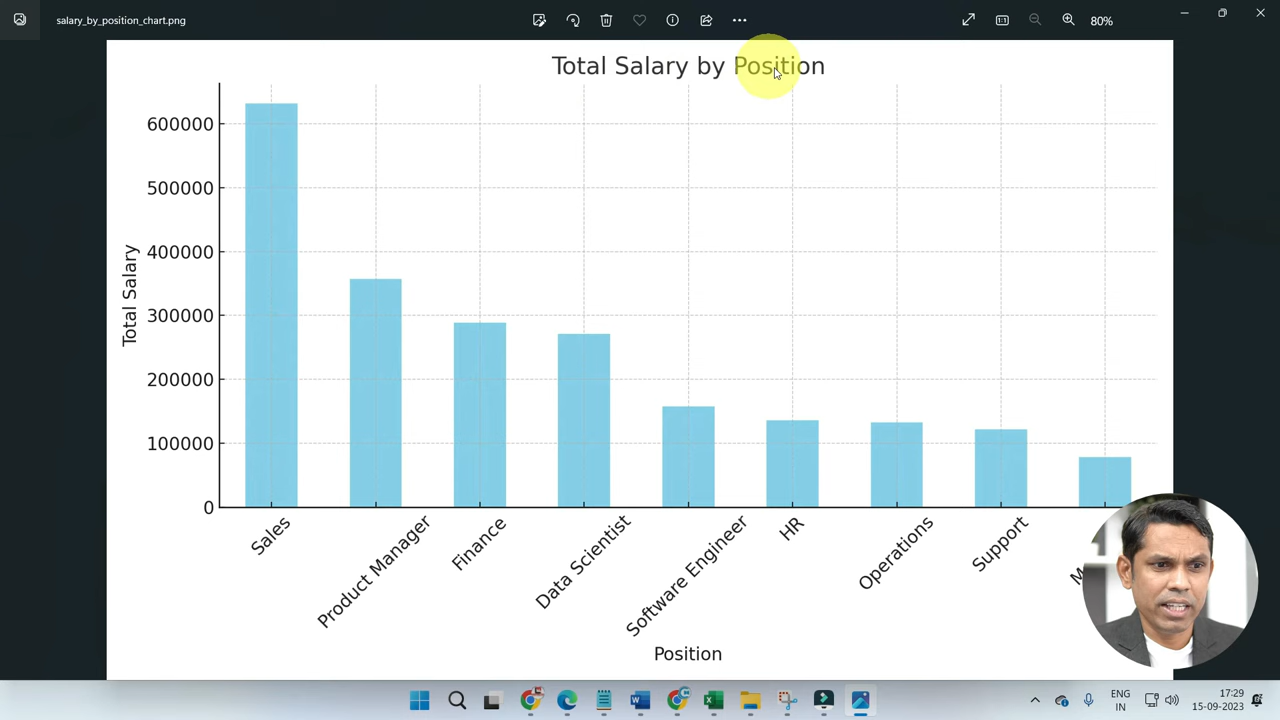 salary_by_position_chart.png
80%
Total Salary by Position
Total Salary
600000
500000
400000
300000
200000
100000
0
Sales
Product Manager
Finance
Data Scientist
Software Engineer
HR
Operations
Support
Position
ENG
IN
17:29
15-09-2023